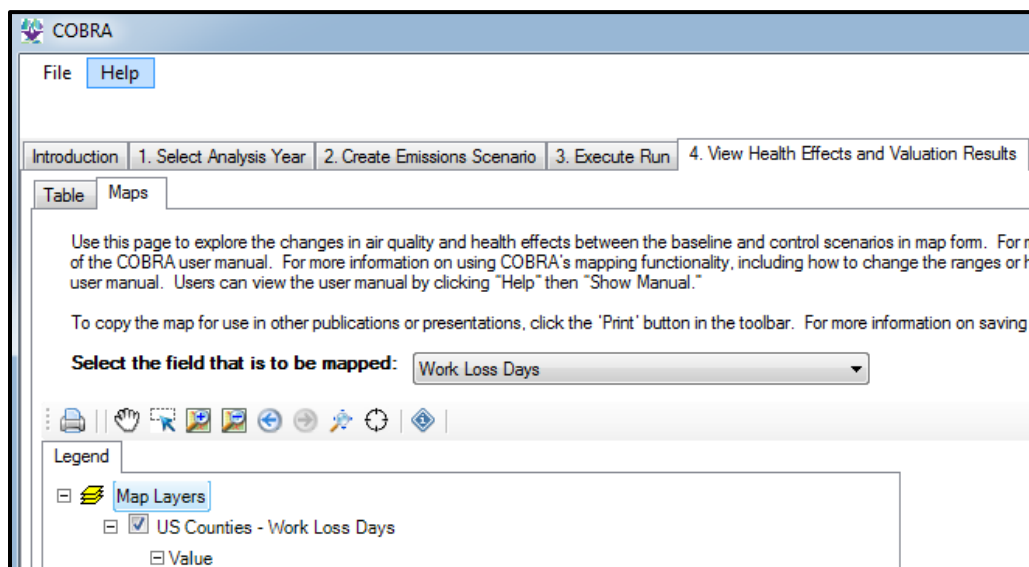 COBRA
File Help
Introduction 1. Select Analysis Year 2. Create Emissions Scenario 3. Execute Run 4. View Health Effects and Valuation Results
Table Maps
Use this page to explore the changes in air quality and health effects between the baseline and control scenarios in map form. For
of the COBRA user manual. For more information on using COBRA's mapping functionality, including how to change the ranges or
user manual. Users can view the user manual by clicking "Help" then "Show Manual."
To copy the map for use in other publications or presentations, click the 'Print' button in the toolbar. For more information on saving
Select the field that is to be mapped: Work Loss Days
Legend
Map Layers
US Counties - Work Loss Days
Value